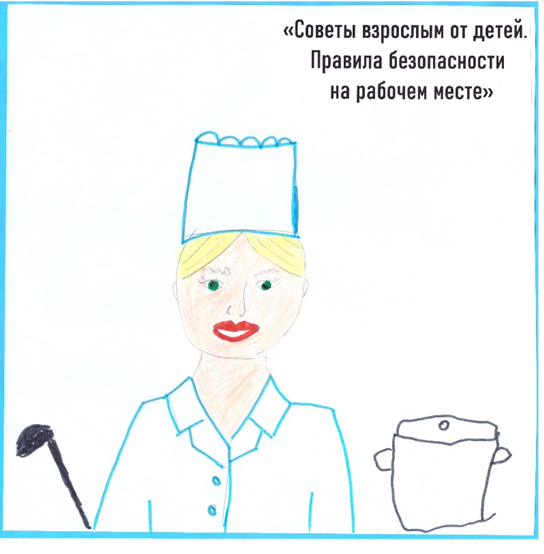 «Советы взрослым от детей.
Правила безопасности
на рабочем месте»